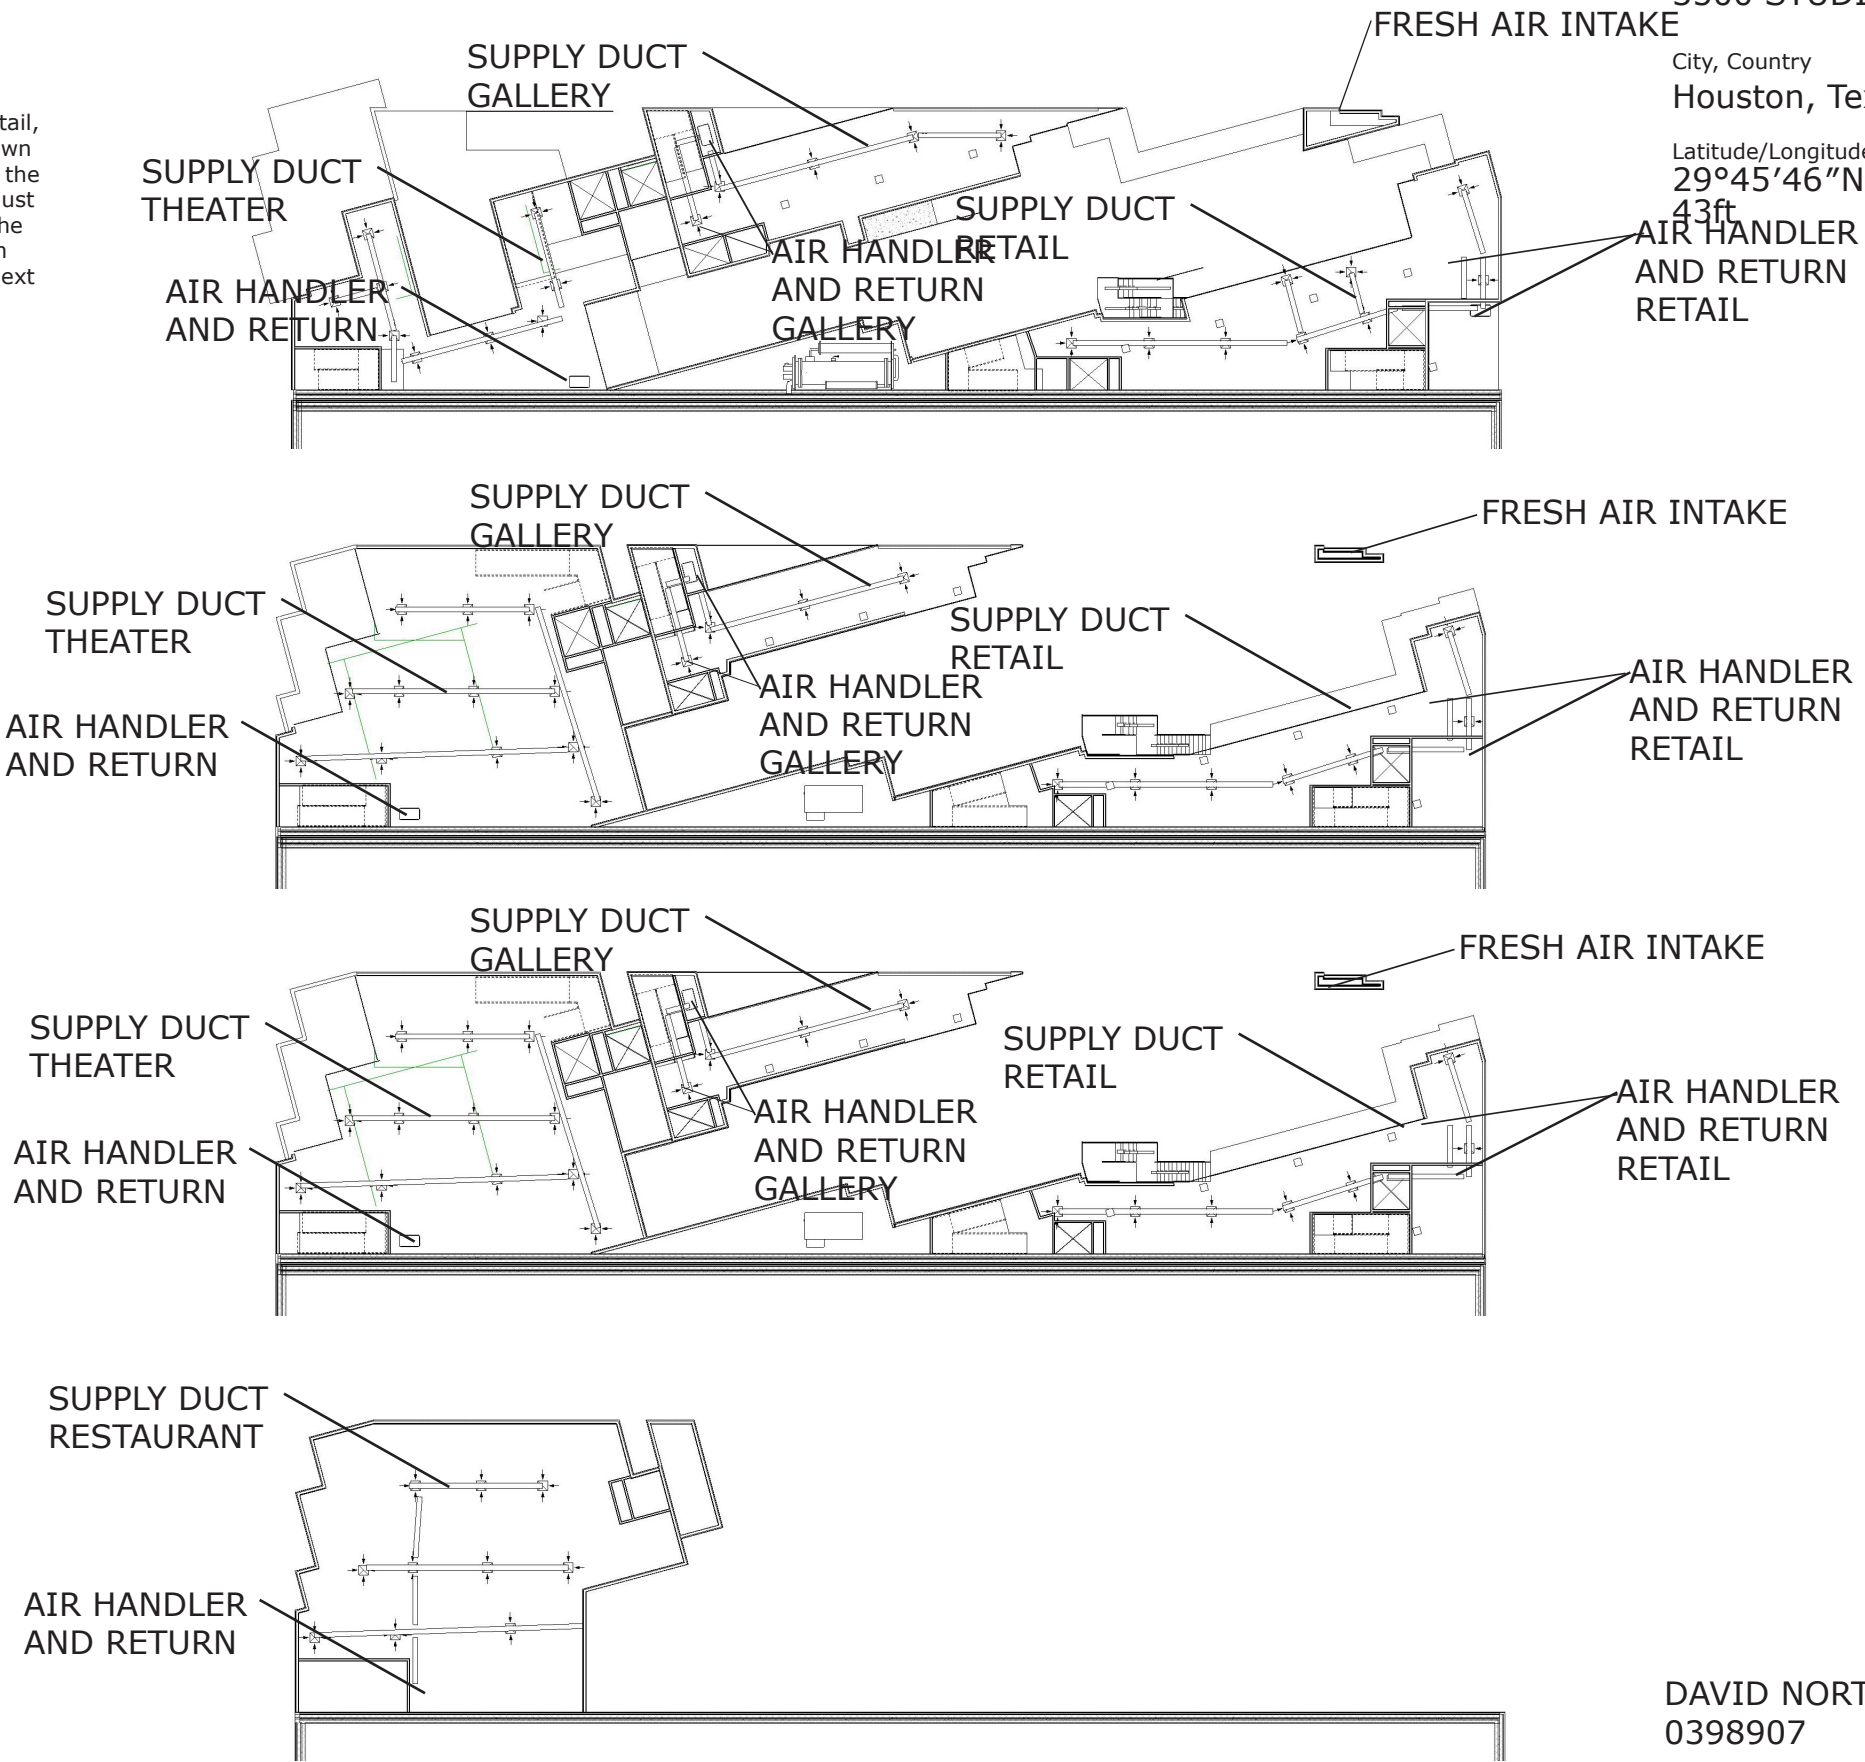 FRESH AIR INTAKE
SUPPLY DUCT
GALLERY
City, Country
Houston,
tail,
wn
the
ust
ext
SUPPLY DUCT
THEATER
Latitude/Longitude
29°45’46”N
43ft
SUPPLY DUCT
RETAIL
AIR HANDLER
AND RETURN
GALLERY
AIR HANDLER
AND RETURN
RETAIL
AIR HANDLER
AND RETURN
SUPPLY DUCT
GALLERY
FRESH AIR INTAKE
SUPPLY DUCT
THEATER
SUPPLY DUCT
RETAIL
AIR HANDLER
AND RETURN
GALLERY
AIR HANDLER
AND RETURN
RETAIL
AIR HANDLER
AND RETURN
SUPPLY DUCT
GALLERY
FRESH AIR INTAKE
SUPPLY DUCT
THEATER
SUPPLY DUCT
RETAIL
AIR HANDLER
AND RETURN
GALLERY
AIR HANDLER
AND RETURN
RETAIL
AIR HANDLER
AND RETURN
SUPPLY DUCT
RESTAURANT
AIR HANDLER
AND RETURN
DAVID NORT
0398907